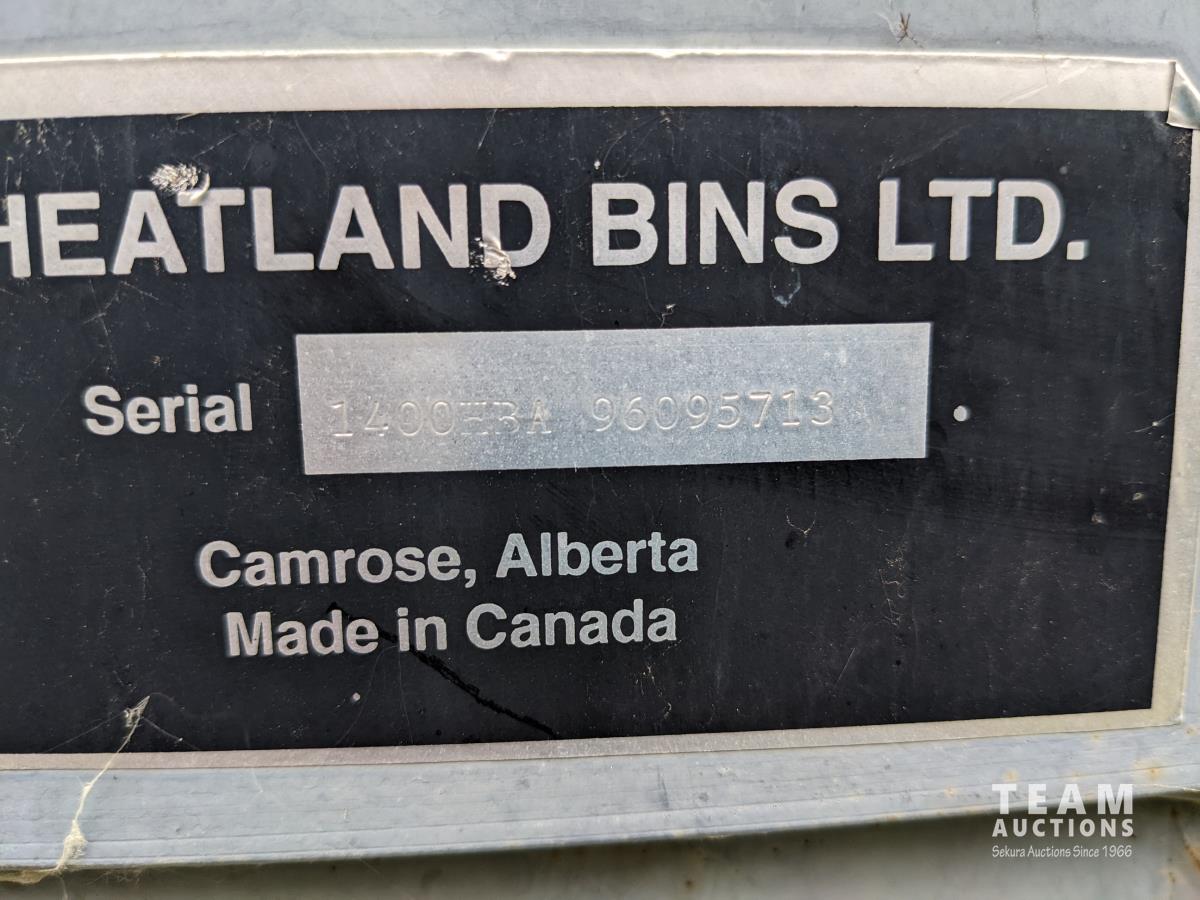 HEATLAND BINS LTD.
Serial 1400HBA 96095713
Camrose, Alberta
Made in Canada
TEAM
AUCTIONS
Sekura Auctions Since 1966